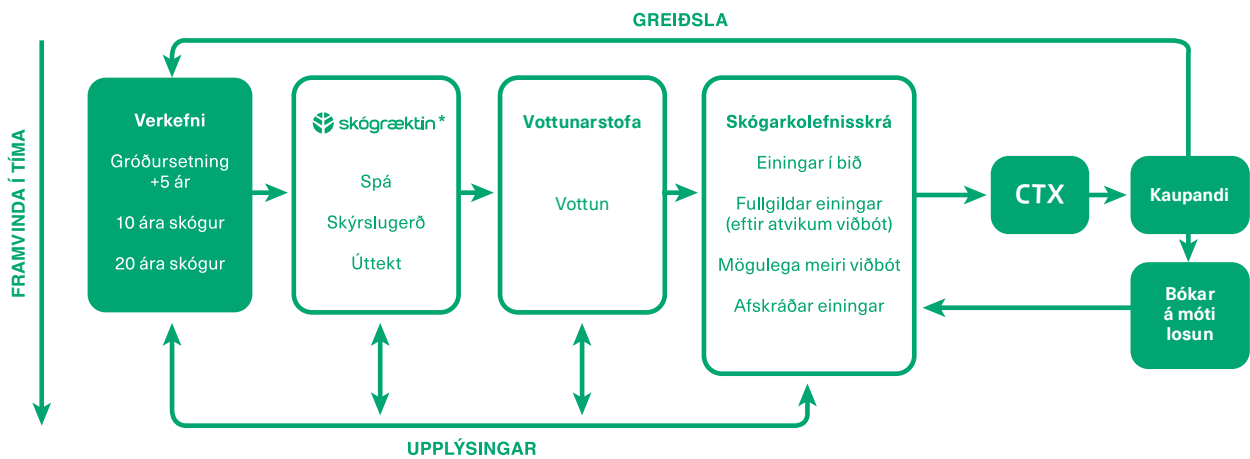 GREIÐSLA
FRAMVINDA Í TÍMA
Verkefni
Gróðursetning
+5 ár
10 ára skógur
20 ára skógur
skógræktin*
Spá
Skýrslugerð
Úttekt
Vottunarstofa
Vottun
Skógarkolefnisskrá
Einingar í bið
Fullgildar einingar
(eftir atvikum viðbót)
Mögulega meiri viðbót
Afskráðar einingar
CTX
Kaupandi
Bókar
á móti
losun
UPPLÝSINGAR